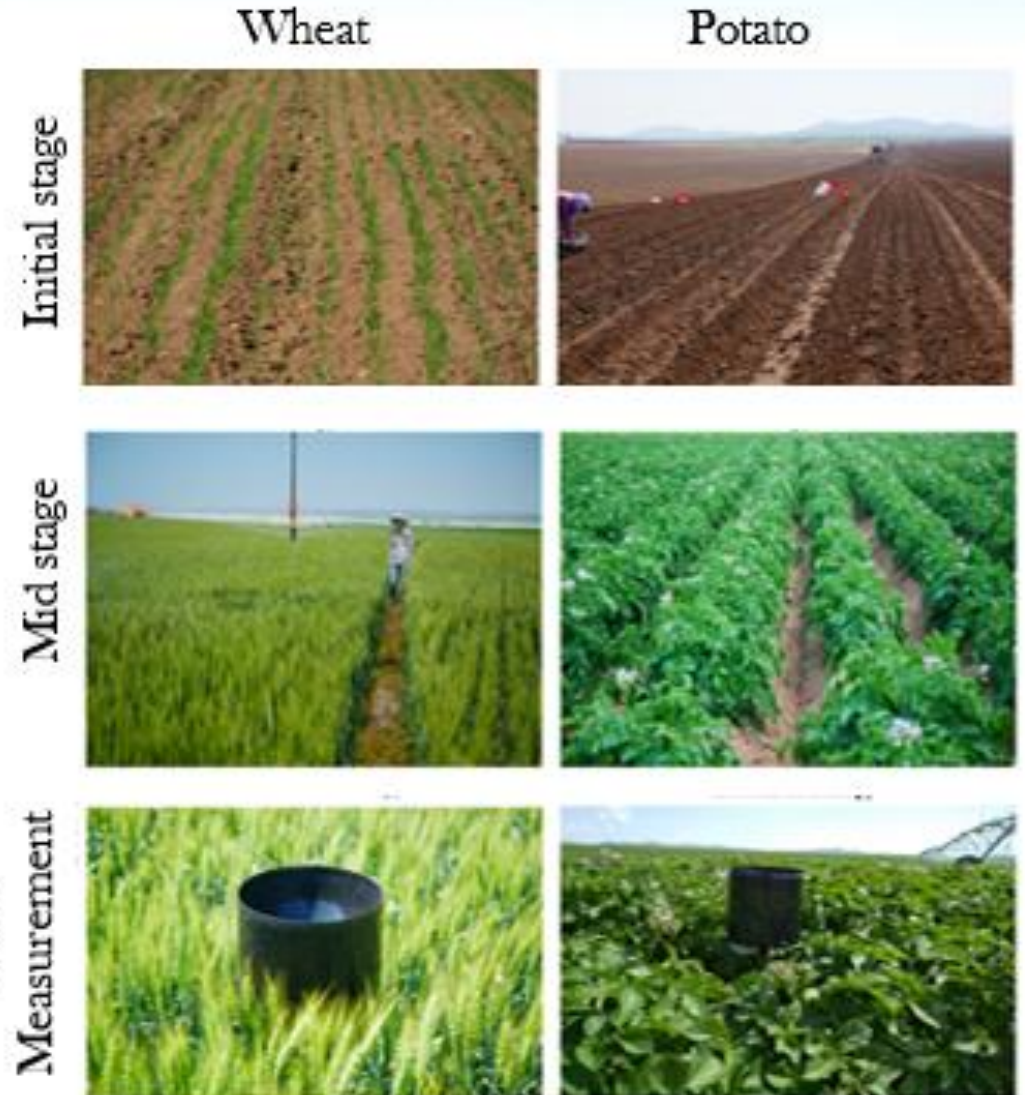 Wheat
Potato
Initial stage
Mid stage
Measurement